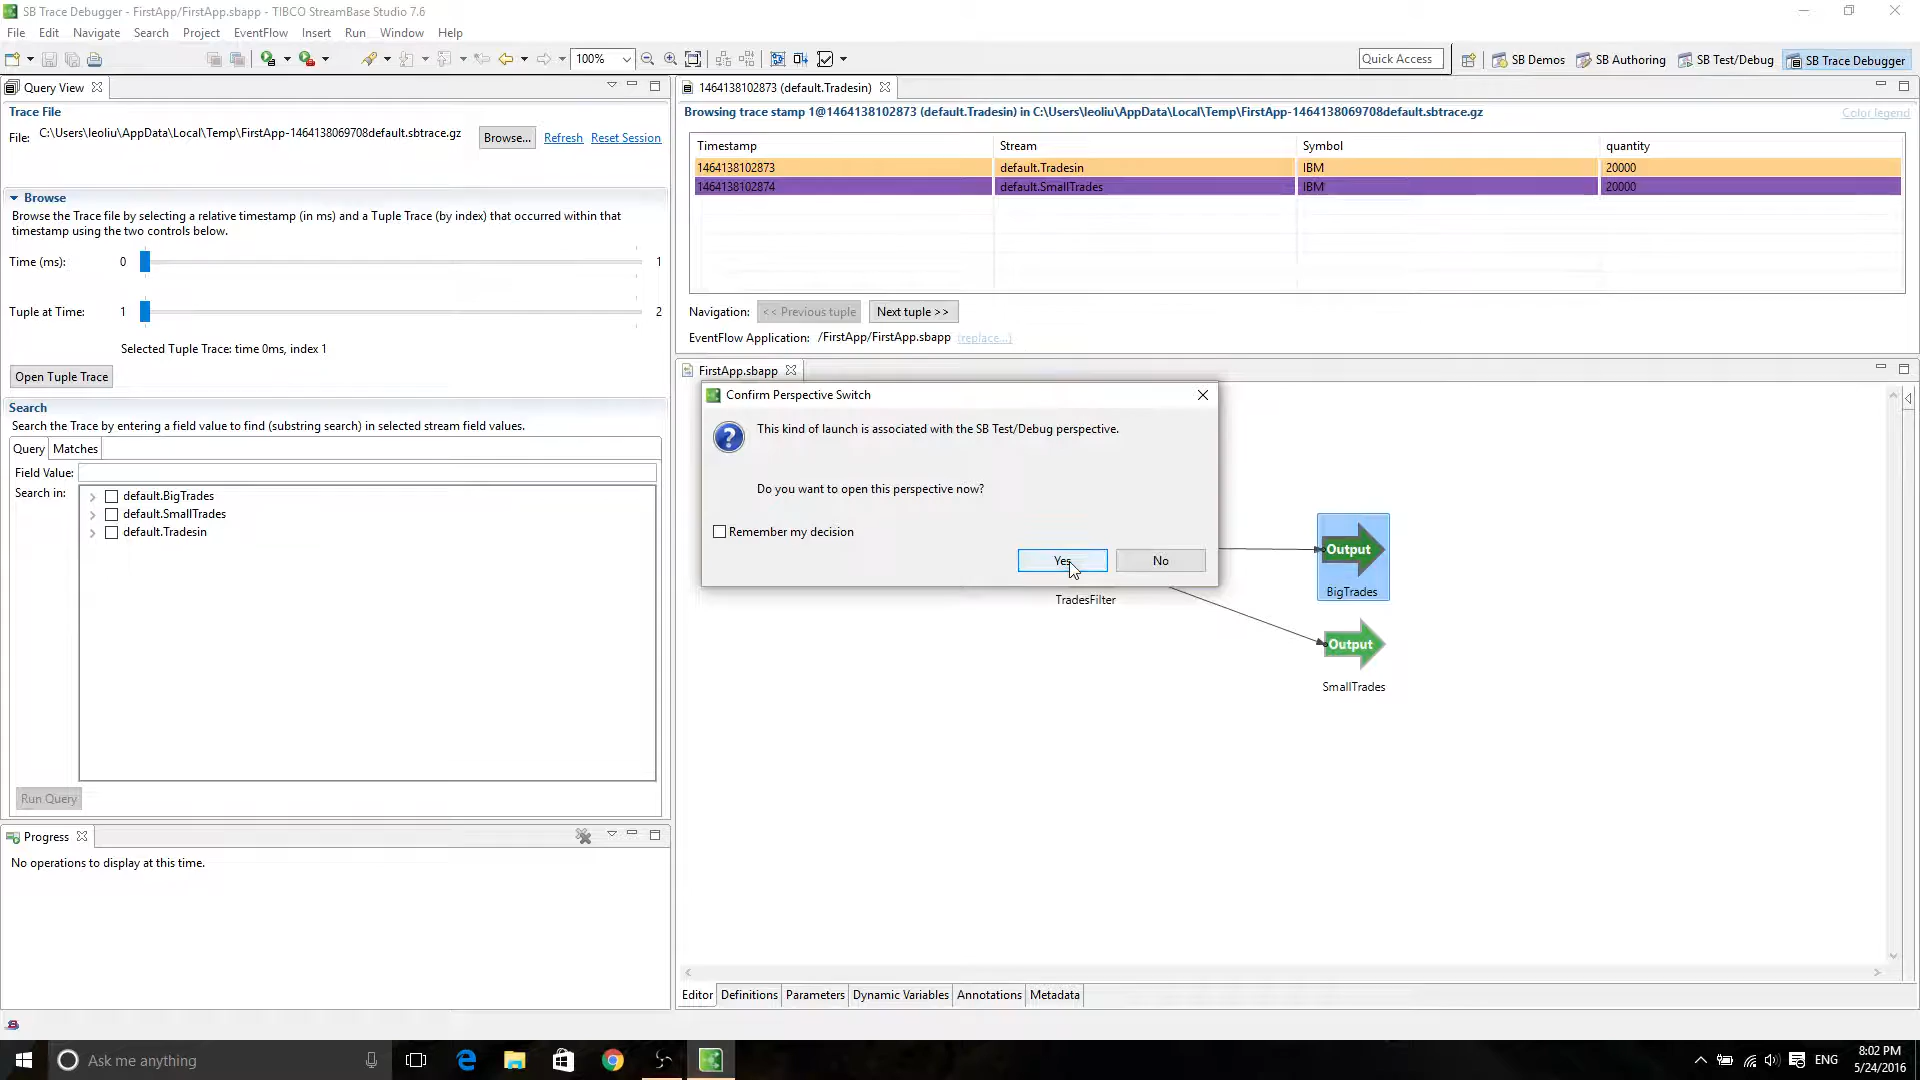 SB Trace Debugger - FirstApp/FirstApp.sbapp - TIBCO StreamBase Studio 7.6
File Edit Navigate Search Project EventFlow Insert Run Window Help
100%
Quick Access
SB Demos
SB Authoring
SB Test/Debug
SB Trace Debugger
Query View
Trace File
File: C:\Users\leoliu\AppData\Local\Temp\FirstApp-1464138069708default.sbtrace.gz
Browse...
Refresh
Reset Session
Browse
Browse the Trace file by selecting a relative timestamp (in ms) and a Tuple Trace (by index) that occurred within that
timestamp using the two controls below.
Time (ms): 0 1
Tuple at Time: 1 2
Selected Tuple Trace: time 0ms, index 1
Open Tuple Trace
Search
Search the Trace by entering a field value to find (substring search) in selected stream field values.
Query Matches
Field Value:
Search in:
default.BigTrades
default.SmallTrades
default.Tradesin
Run Query
Progress
No operations to display at this time.
1464138102873 (default.Tradesin)
Browsing trace stamp 1@1464138102873 (default.Tradesin) in C:\Users\leoliu\AppData\Local\Temp\FirstApp-1464138069708default.sbtrace.gz
Color legend
Timestamp Stream Symbol quantity
1464138102873 default.Tradesin IBM 20000
1464138102874 default.SmallTrades IBM 20000
Navigation: << Previous tuple Next tuple >>
EventFlow Application: /FirstApp/FirstApp.sbapp (replace...)
FirstApp.sbapp
Confirm Perspective Switch
This kind of launch is associated with the SB Test/Debug perspective.
Do you want to open this perspective now?
Remember my decision
Yes No
TradesFilter
Output
BigTrades
Output
SmallTrades
Editor Definitions Parameters Dynamic Variables Annotations Metadata
Ask me anything
ENG
8:02 PM
5/24/2016